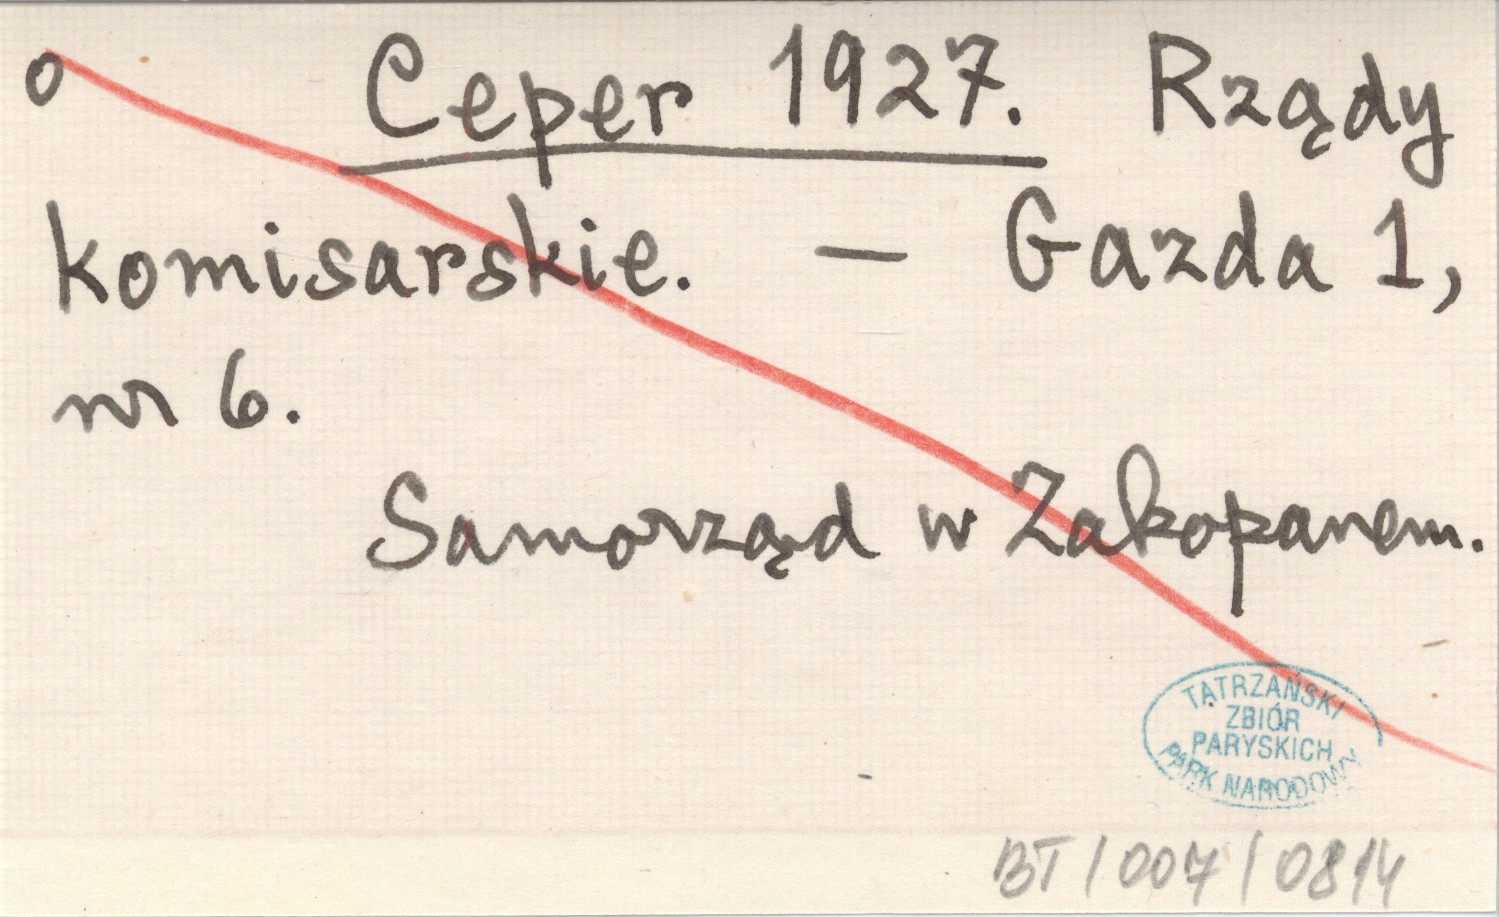 o Ceper 1927. Rządy
komisarskie. — Gazda 1,
nr 6.
Samorząd w Zakopanem.
TATRZAŃSKI
ZBIÓR
PARYSKICH
PARK NARODOWY
BT/007/0814